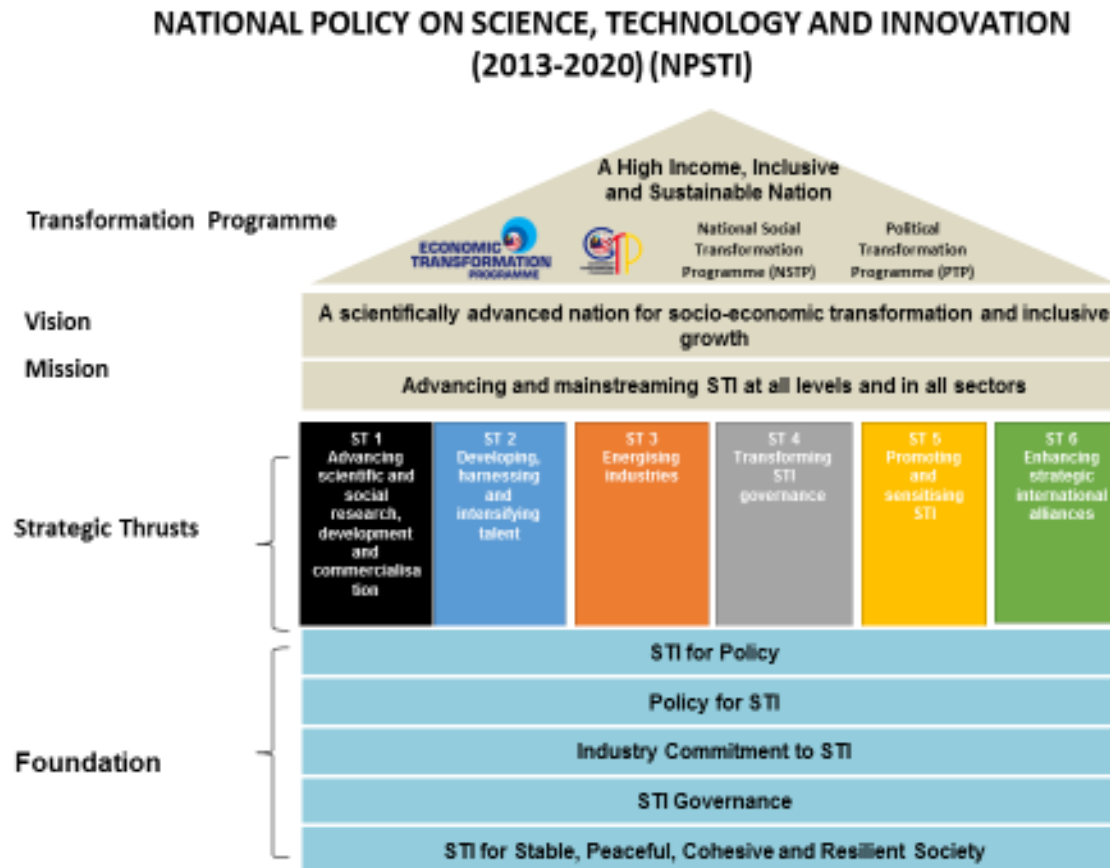 NATIONAL POLICY ON SCIENCE, TECHNOLOGY AND INNOVATION
(2013-2020) (NPSTI)
A High Income, Inclusive
and Sustainable Nation
Transformation Programme
ECONOMIC
TRANSFORMATION
PROGRAMME
GTP
National Social
Transformation
Programme (NSTP)
Political
Transformation
Programme (PTP)
Vision
A scientifically advanced nation for socio-economic transformation and inclusive
growth
Mission
Advancing and mainstreaming STI at all levels and in all sectors
Strategic Thrusts
ST 1
Advancing
scientific and
social
research,
development
and
commercialisa
tion
ST 2
Developing,
harnessing
and
intensifying
talent
ST 3
Energising
industries
ST 4
Transforming
STI
governance
ST 5
Promoting
and
sensitising
STI
ST 6
Enhancing
strategic
international
alliances
Foundation
STI for Policy
Policy for STI
Industry Commitment to STI
STI Governance
STI for Stable, Peaceful, Cohesive and Resilient Society